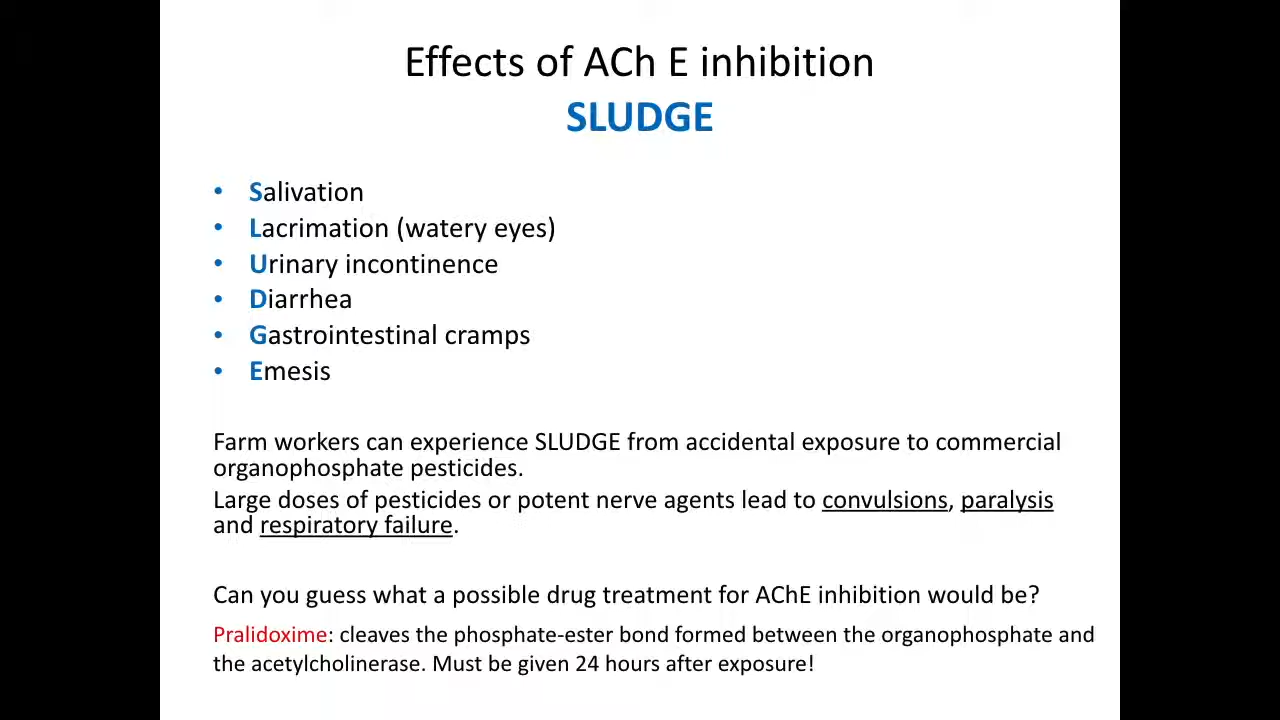 Effects of ACh E inhibition
SLUDGE
• Salivation
• Lacrimation (watery eyes)
• Urinary incontinence
• Diarrhea
• Gastrointestinal cramps
• Emesis
Farm workers can experience SLUDGE from accidental exposure to commercial
organophosphate pesticides.
Large doses of pesticides or potent nerve agents lead to convulsions, paralysis
and respiratory failure.
Can you guess what a possible drug treatment for AChE inhibition would be?
Pralidoxime: cleaves the phosphate-ester bond formed between the organophosphate and
the acetylcholinerase. Must be given 24 hours after exposure!